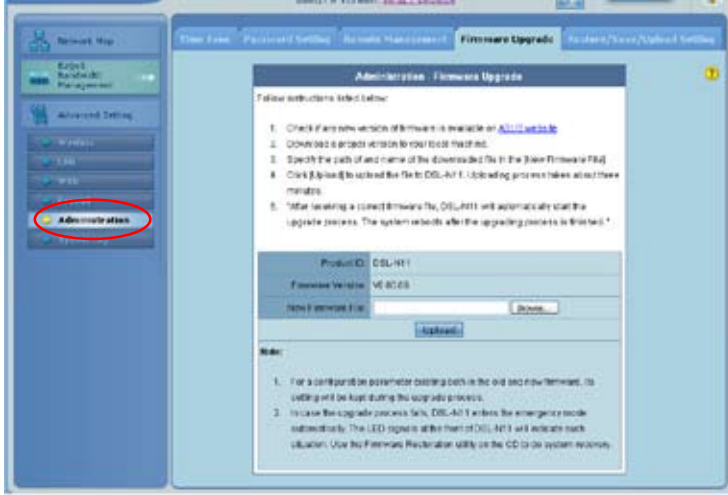 Network Map
Time Zone
Password Setting
Remote Management
Firmware Upgrade
Restore/Save/Upload Setting
EzQoS
Bandwidth
Management
Advanced Setting
Wireless
LAN
WAN
Administration
Administration - Firmware Upgrade
Follow instructions listed below:
1. Check if any new version of firmware is available on ASUS website
2. Download a proper version to your local machine.
3. Specify the path of and name of the downloaded file in the [New Firmware File].
4. Click [Upload] to upload the file to DSL-N11. Uploading process takes about three
minutes.
5. "After receiving a correct firmware file, DSL-N11 will automatically start the
upgrade process. The system reboots after the upgrading process is finished."
Product ID: DSL-N11
Firmware Version:
New Firmware File:
Browse...
Upload
Note:
1. For a configuration parameter existing both in the old and new firmware, its
setting will be kept during the upgrade process.
2. In case the upgrade process fails, DSL-N11 enters the emergency mode
automatically. The LED signals at the front of DSL-N11 will indicate such
situation. Use the Firmware Restoration utility on the CD to do system recovery.